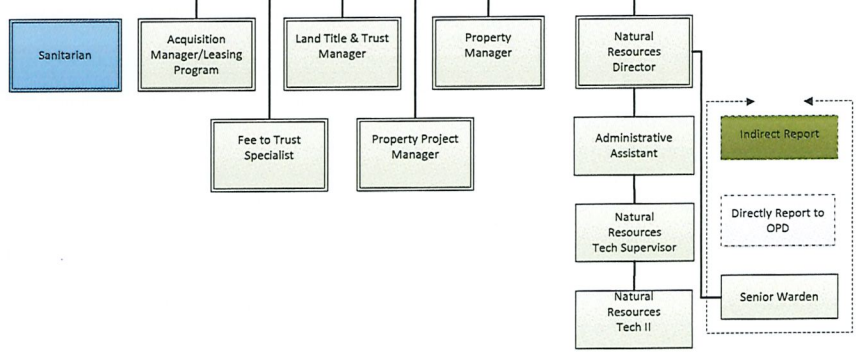 Sanitarian
Acquisition
Manager/Leasing
Program
Land Title & Trust
Manager
Property
Manager
Natural
Resources
Director
Fee to Trust
Specialist
Property Project
Manager
Administrative
Assistant
Indirect Report
Natural
Resources
Tech Supervisor
Directly Report to
OPD
Natural
Resources
Tech II
Senior Warden